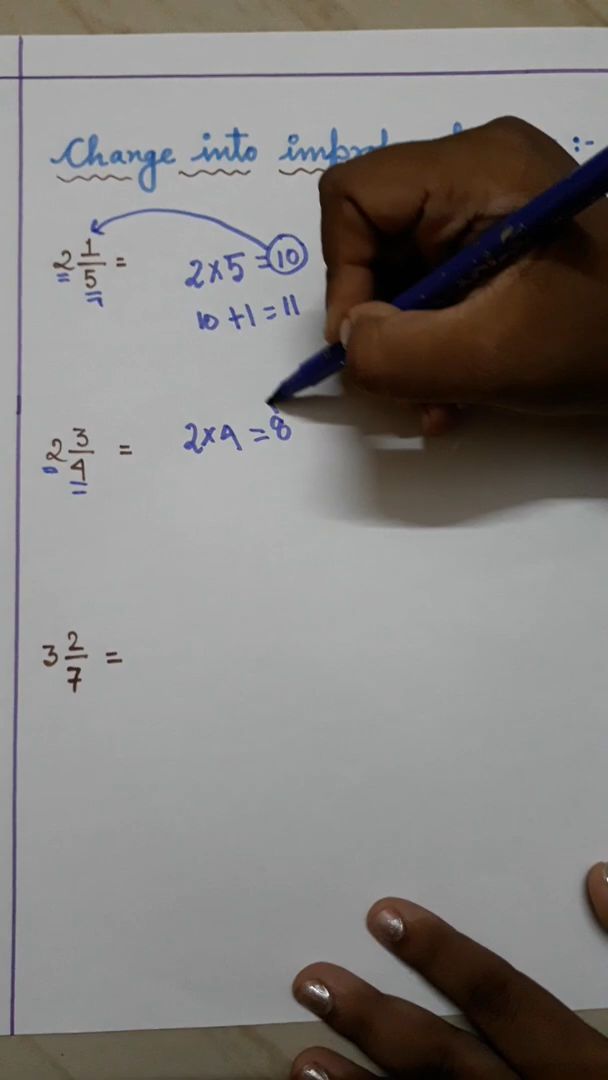 Change into :-
2 1/5 = 2×5=10
10+1=11
2 3/4 = 2×4=8
3 2/7 =